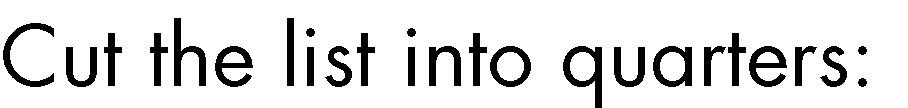 Cut the list into quarters: